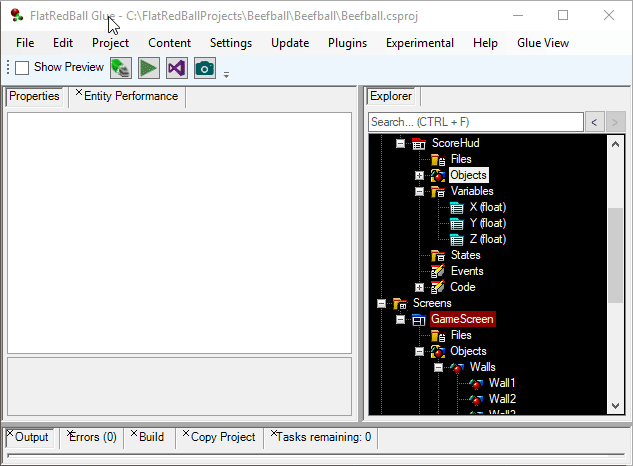 FlatRedBall Glue - C:\FlatRedBallProjects\Beefball\Beefball\Beefball.csproj
File Edit Project Content Settings Update Plugins Experimental Help Glue View
Show Preview
Properties Entity Performance
Explorer
Search... (CTRL + F) < >
ScoreHud
Files
Objects
Variables
X (float)
Y (float)
Z (float)
States
Events
Code
Screens
GameScreen
Files
Objects
Walls
Wall1
Wall2
Output Errors (0) Build Copy Project Tasks remaining: 0